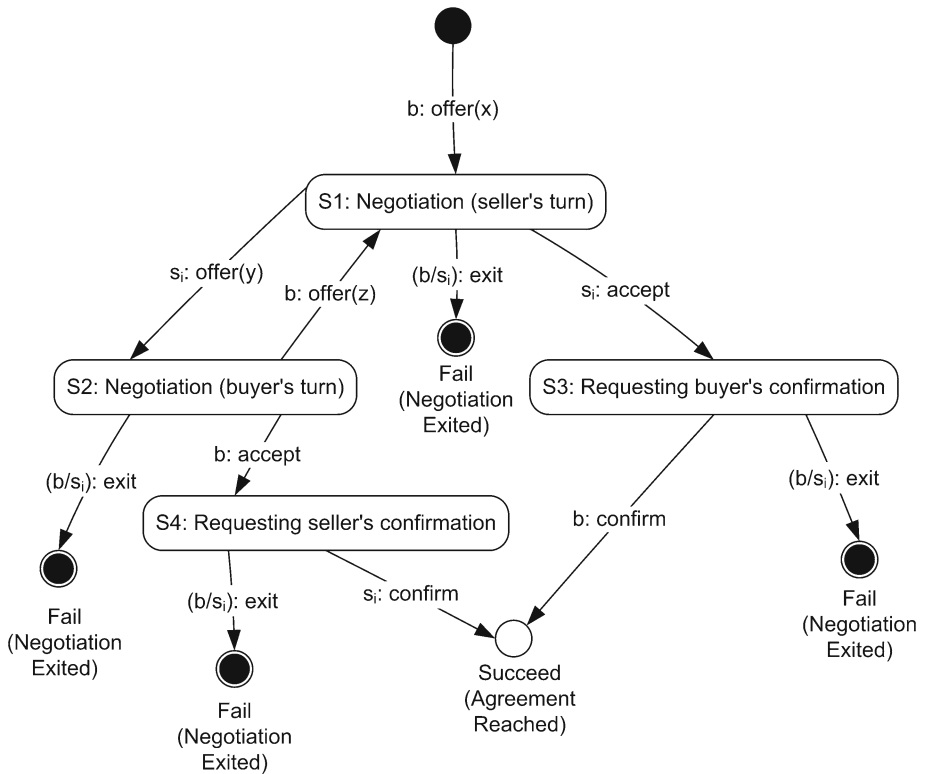 b: offer(x)
S1: Negotiation (seller's turn)
sᵢ: offer(y)
b: offer(z)
(b/sᵢ): exit
sᵢ: accept
Fail
(Negotiation
Exited)
S2: Negotiation (buyer's turn)
S3: Requesting buyer's confirmation
(b/sᵢ): exit
b: accept
(b/sᵢ): exit
S4: Requesting seller's confirmation
b: confirm
Fail
(Negotiation
Exited)
(b/sᵢ): exit
sᵢ: confirm
Fail
(Negotiation
Exited)
Succeed
(Agreement
Reached)
Fail
(Negotiation
Exited)